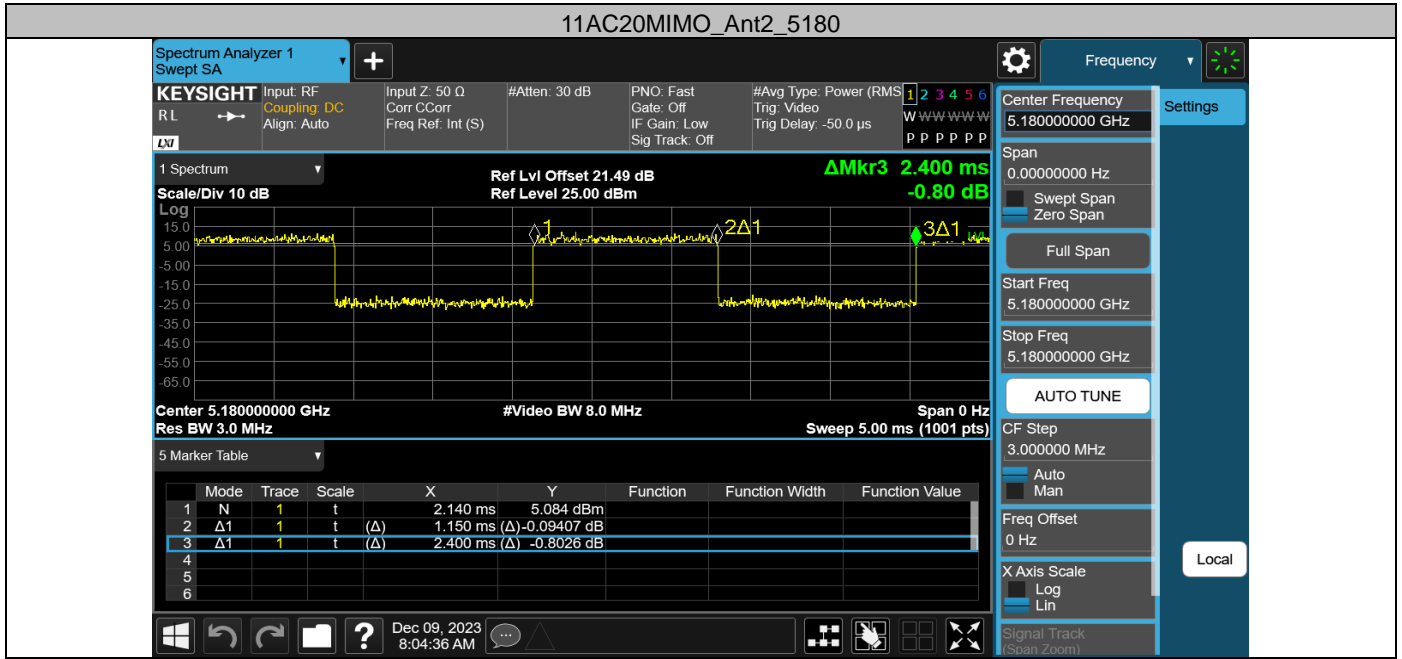 11AC20MIMO_Ant2_5180
Spectrum Analyzer 1
Swept SA
Frequency
KEYSIGHT
RL
LXI
Input: RF
Coupling: DC
Align: Auto
Input Z: 50 Ω
Corr CCorr
Freq Ref: Int (S)
#Atten: 30 dB
PNO: Fast
Gate: Off
IF Gain: Low
Sig Track: Off
#Avg Type: Power (RMS
Trig: Video
Trig Delay: -50.0 µs
1 2 3 4 5 6
W W W W W W
P P P P P P
1 Spectrum
Scale/Div 10 dB
Ref Lvl Offset 21.49 dB
Ref Level 25.00 dBm
ΔMkr3 2.400 ms
-0.80 dB
Log
15.0
5.00
-5.00
-15.0
-25.0
-35.0
-45.0
-55.0
-65.0
1
2Δ1
3Δ1
Center 5.180000000 GHz
#Video BW 8.0 MHz
Span 0 Hz
Res BW 3.0 MHz
Sweep 5.00 ms (1001 pts)
5 Marker Table
Mode Trace Scale X Y Function Function Width Function Value
1 N 1 t 2.140 ms 5.084 dBm
2 Δ1 1 t (Δ) 1.150 ms (Δ) -0.09407 dB
3 Δ1 1 t (Δ) 2.400 ms (Δ) -0.8026 dB
4
5
6
Dec 09, 2023
8:04:36 AM
Center Frequency
5.180000000 GHz
Span
0.00000000 Hz
Swept Span
Zero Span
Full Span
Start Freq
5.180000000 GHz
Stop Freq
5.180000000 GHz
AUTO TUNE
CF Step
3.000000 MHz
Auto
Man
Freq Offset
0 Hz
X Axis Scale
Log
Lin
Signal Track
(Span Zoom)
Settings
Local